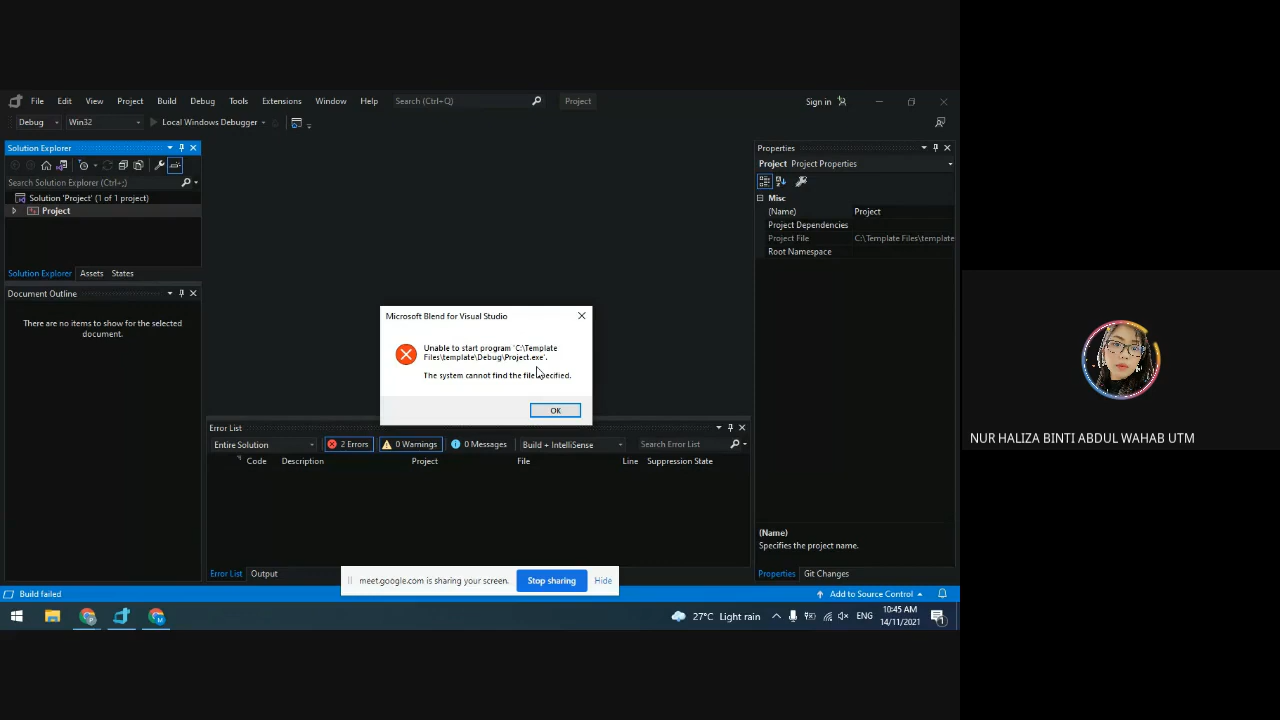 File Edit View Project Build Debug Tools Extensions Window Help Search (Ctrl+Q) Project Sign in
Debug Win32 Local Windows Debugger
Solution Explorer
Search Solution Explorer (Ctrl+;)
Solution 'Project' (1 of 1 project)
Project
Solution Explorer Assets States
Document Outline
There are no items to show for the selected
document.
Microsoft Blend for Visual Studio
Unable to start program 'C:\Template
Files\template\Debug\Project.exe'.
The system cannot find the file specified.
OK
Error List
Entire Solution 2 Errors 0 Warnings 0 Messages Build + IntelliSense Search Error List
Code Description Project File Line Suppression State
Error List Output
Properties
Project Project Properties
Misc
(Name) Project
Project Dependencies
Project File C:\Template Files\template
Root Namespace
(Name)
Specifies the project name.
Properties Git Changes
meet.google.com is sharing your screen. Stop sharing Hide
Build failed Add to Source Control
27°C Light rain ENG 10:45 AM
14/11/2021
1
NUR HALIZA BINTI ABDUL WAHAB UTM